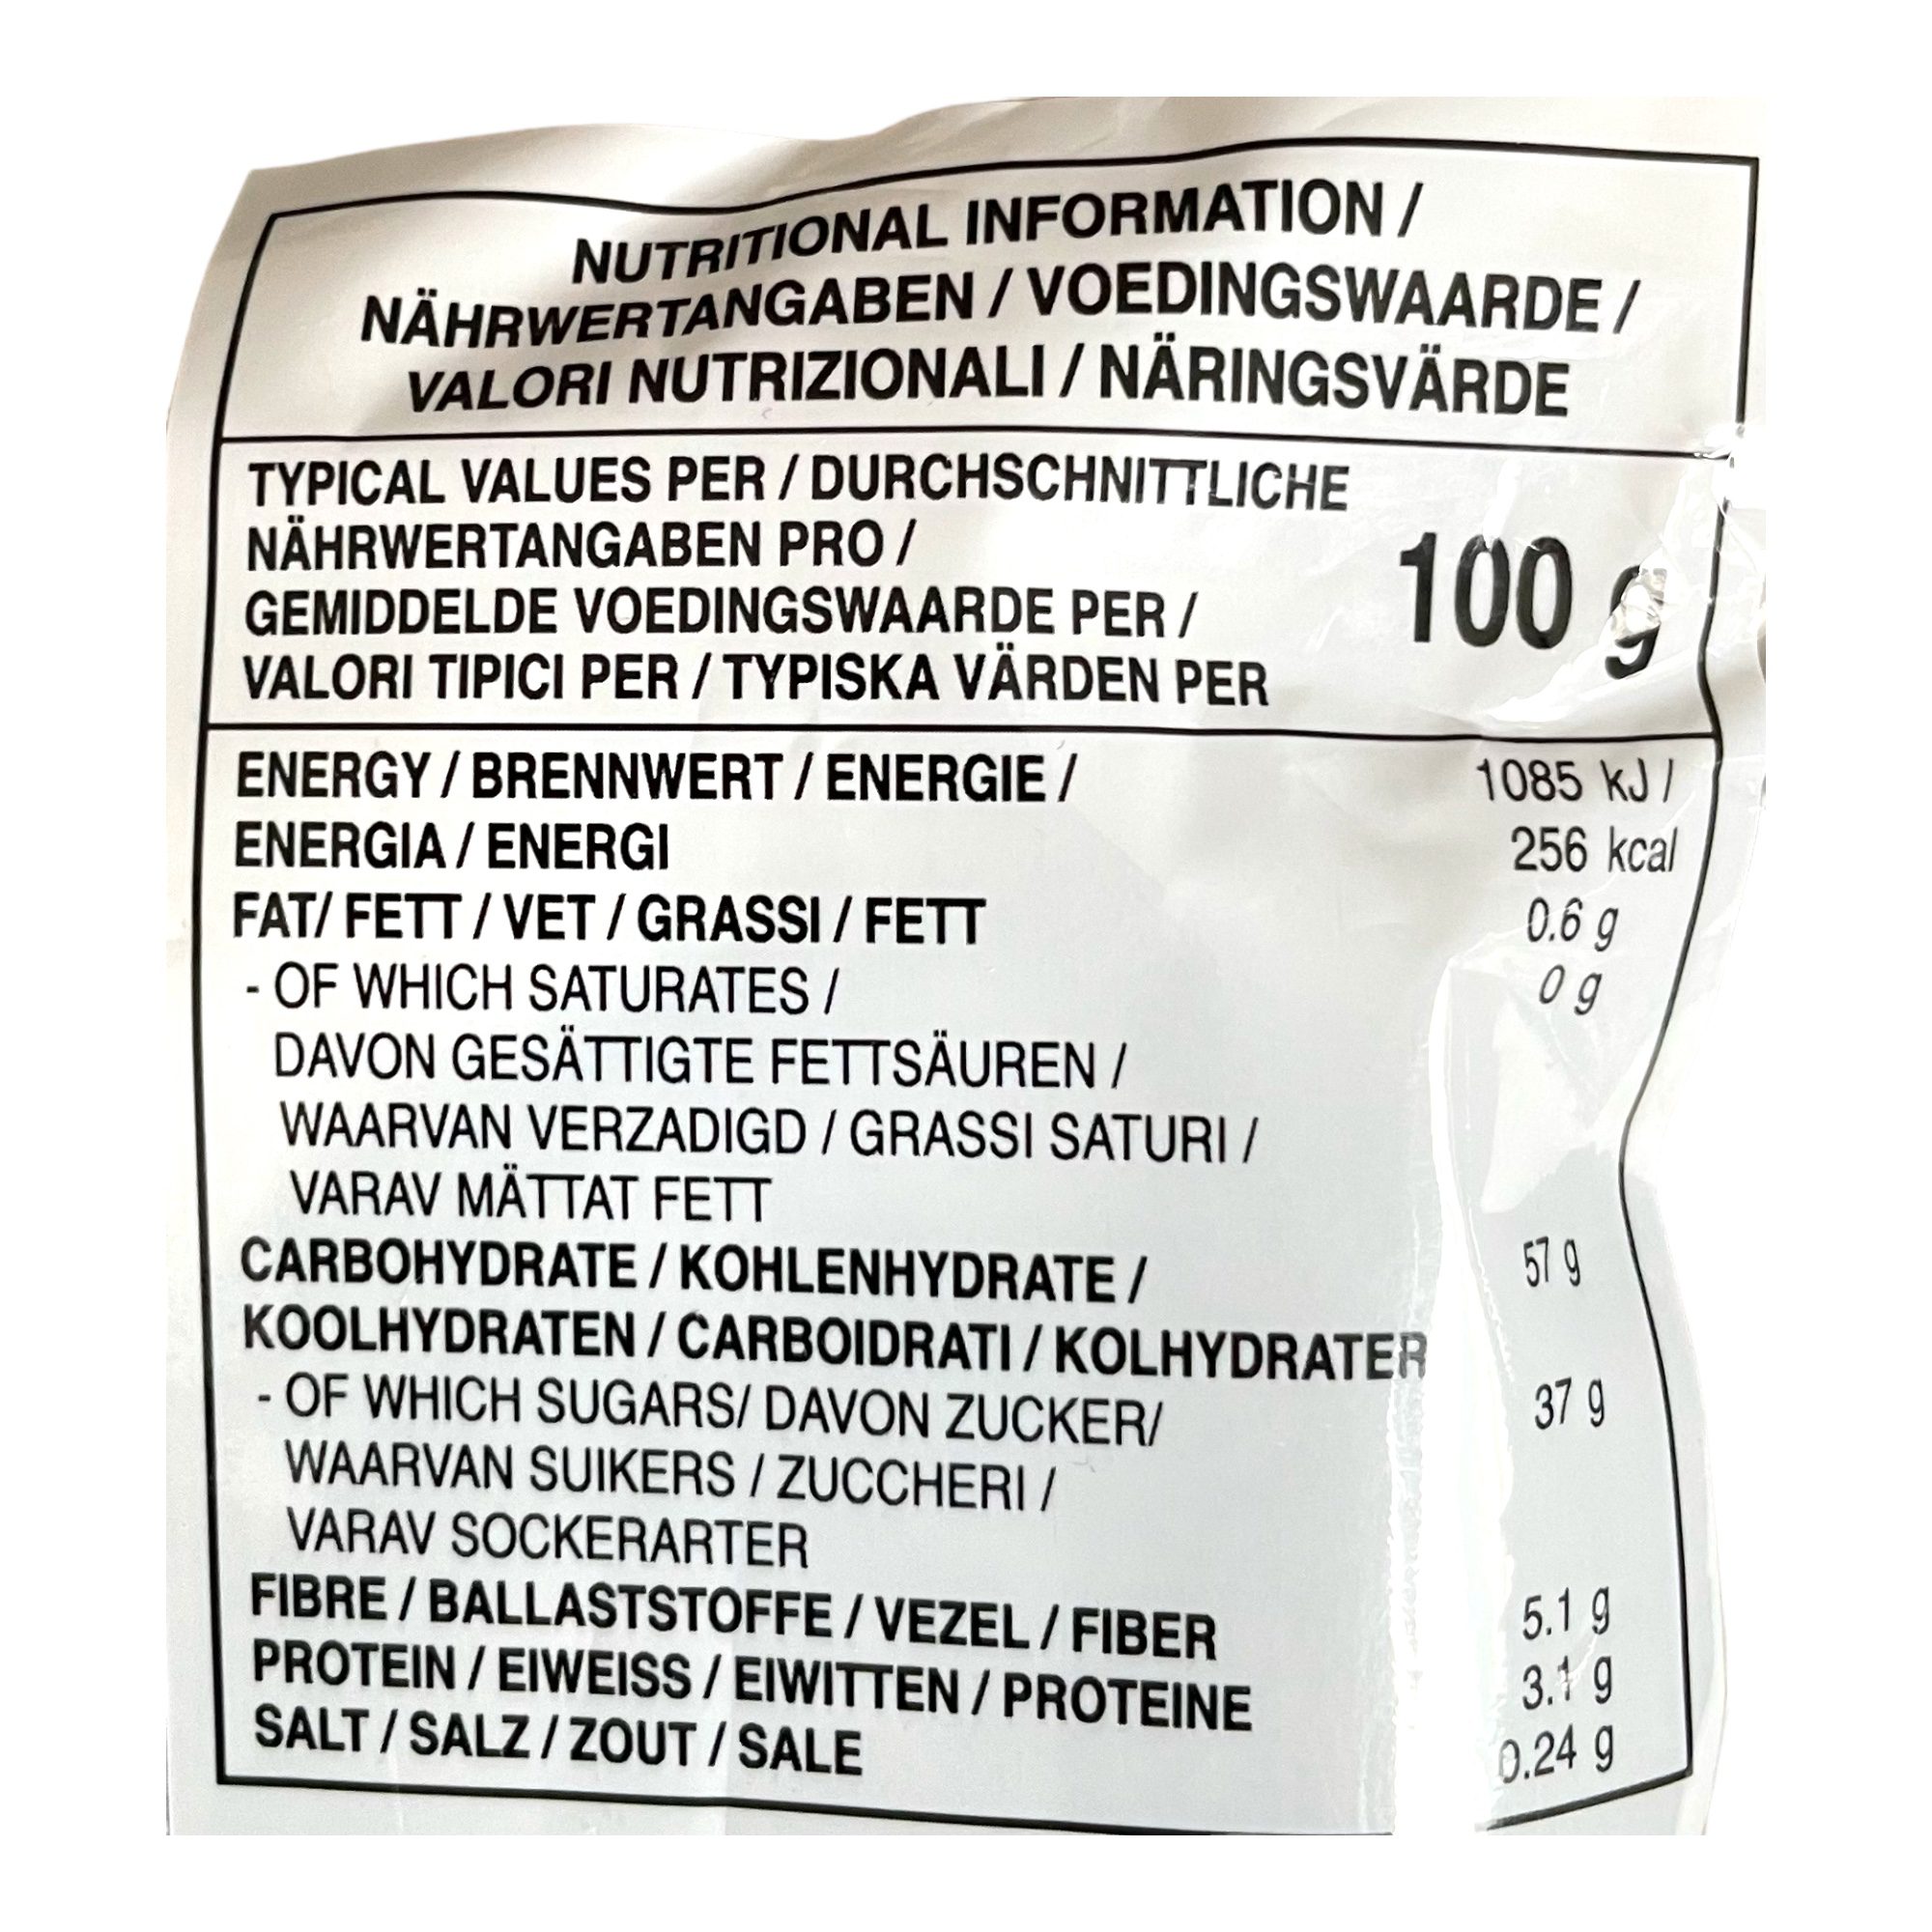 NUTRITIONAL INFORMATION /
NÄHRWERTANGABEN / VOEDINGSWAARDE /
VALORI NUTRIZIONALI / NÄRINGSVÄRDE
TYPICAL VALUES PER / DURCHSCHNITTLICHE
NÄHRWERTANGABEN PRO /
GEMIDDELDE VOEDINGSWAARDE PER /
VALORI TIPICI PER / TYPISKA VÄRDEN PER
100 g
ENERGY / BRENNWERT / ENERGIE / 1085 kJ /
ENERGIA / ENERGI 256 kcal
FAT/ FETT / VET / GRASSI / FETT 0.6 g
- OF WHICH SATURATES / 0 g
DAVON GESÄTTIGTE FETTSÄUREN /
WAARVAN VERZADIGD / GRASSI SATURI /
VARAV MÄTTAT FETT
CARBOHYDRATE / KOHLENHYDRATE / 57 g
KOOLHYDRATEN / CARBOIDRATI / KOLHYDRATER
- OF WHICH SUGARS/ DAVON ZUCKER/ 37 g
WAARVAN SUIKERS / ZUCCHERI /
VARAV SOCKERARTER
FIBRE / BALLASTSTOFFE / VEZEL / FIBER 5.1 g
PROTEIN / EIWEISS / EIWITTEN / PROTEINE 3.1 g
SALT / SALZ / ZOUT / SALE 0.24 g